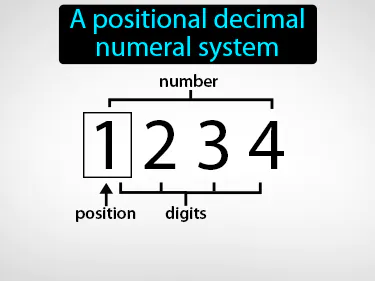 A positional decimal
numeral system
number
1 2 3 4
position digits